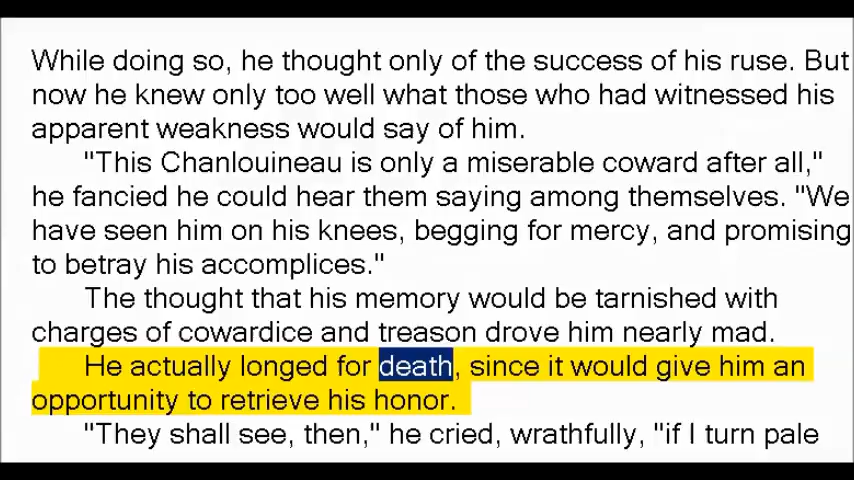 While doing so, he thought only of the success of his ruse. But
now he knew only too well what those who had witnessed his
apparent weakness would say of him.
"This Chanlouineau is only a miserable coward after all,"
he fancied he could hear them saying among themselves. "We
have seen him on his knees, begging for mercy, and promising
to betray his accomplices."
The thought that his memory would be tarnished with
charges of cowardice and treason drove him nearly mad.
He actually longed for death, since it would give him an
opportunity to retrieve his honor.
"They shall see, then," he cried, wrathfully, "if I turn pale